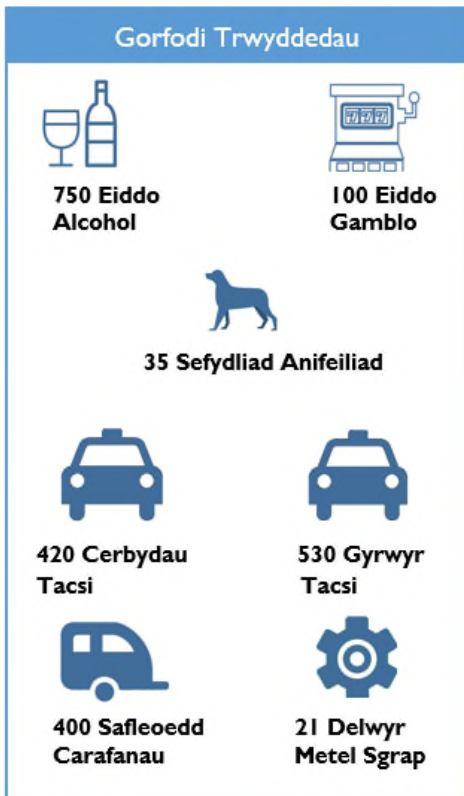 Gorfodi Trwyddedau
750 Eiddo
Alcohol
100 Eiddo
Gamblo
35 Sefydliad Anifeiliad
420 Cerbydau
Tacsi
530 Gyrwyr
Tacsi
400 Safleoedd
Carafanau
21 Delwyr
Metel Sgrap